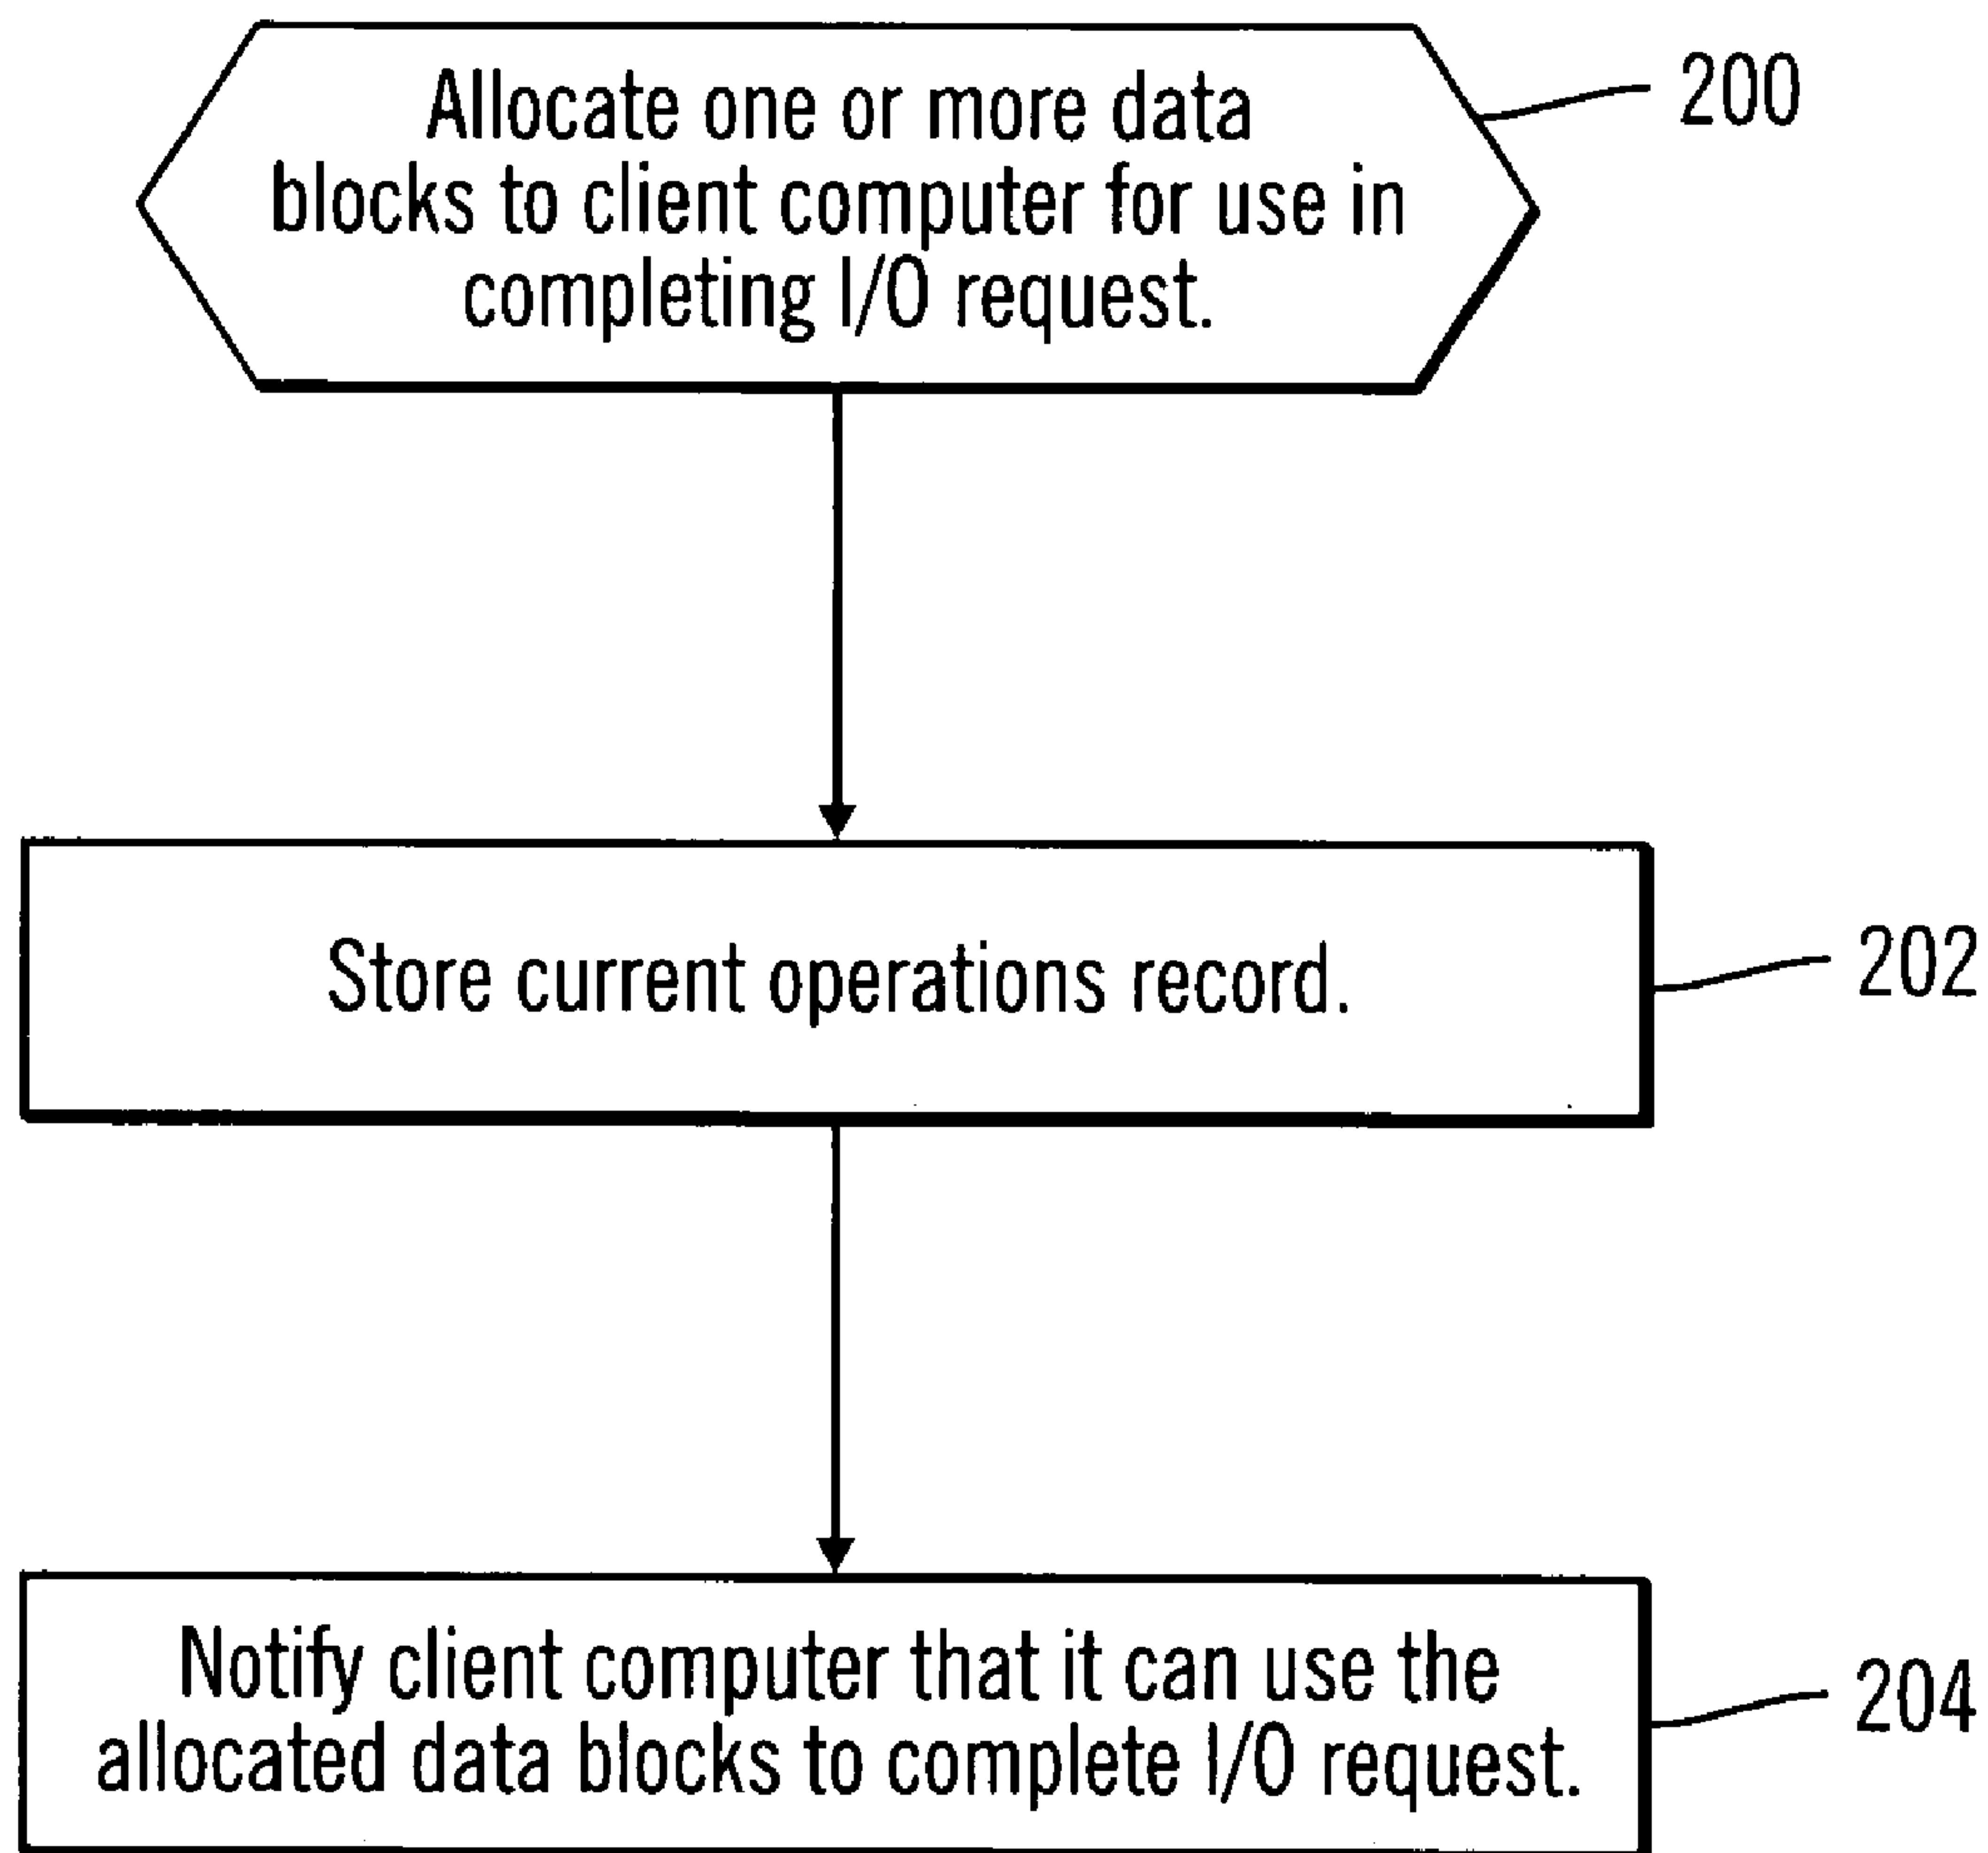 Allocate one or more data
blocks to client computer for use in
completing I/O request.
200
Store current operations record.
202
Notify client computer that it can use the
allocated data blocks to complete I/O request.
204